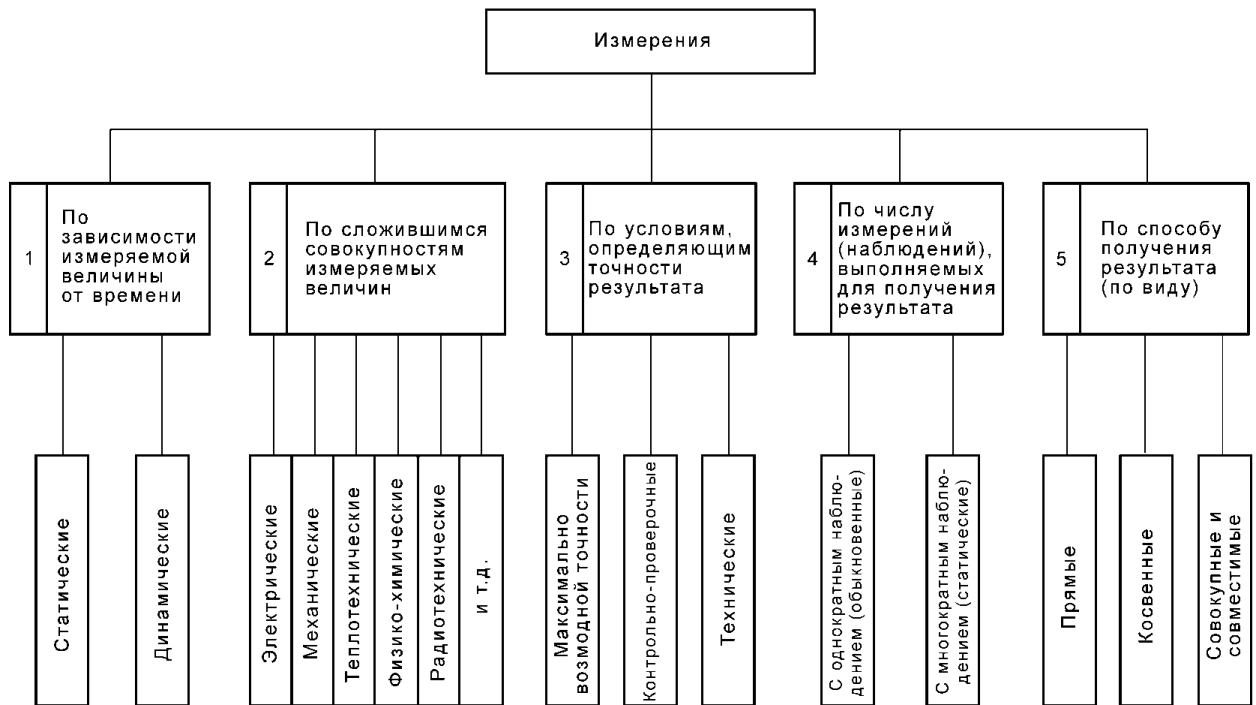 Измерения
1
По
зависимости
измеряемой
величины
от времени
2
По сложившимся
совокупностям
измеряемых
величин
3
По условиям,
определяющим
точности
результата
4
По числу
измерений
(наблюдений),
выполняемых
для получения
результата
5
По способу
получения
результата
(по виду)
Статические
Динамические
Электрические
Механические
Теплотехнические
Физико-химические
Радиотехнические
и т.д.
Максимально
возмодной точности
Контрольно-проверочные
Технические
С однократным наблю-
дением (обыкновенные)
С многократным наблю-
дением (статические)
Прямые
Косвенные
Совокупные и
совместимые